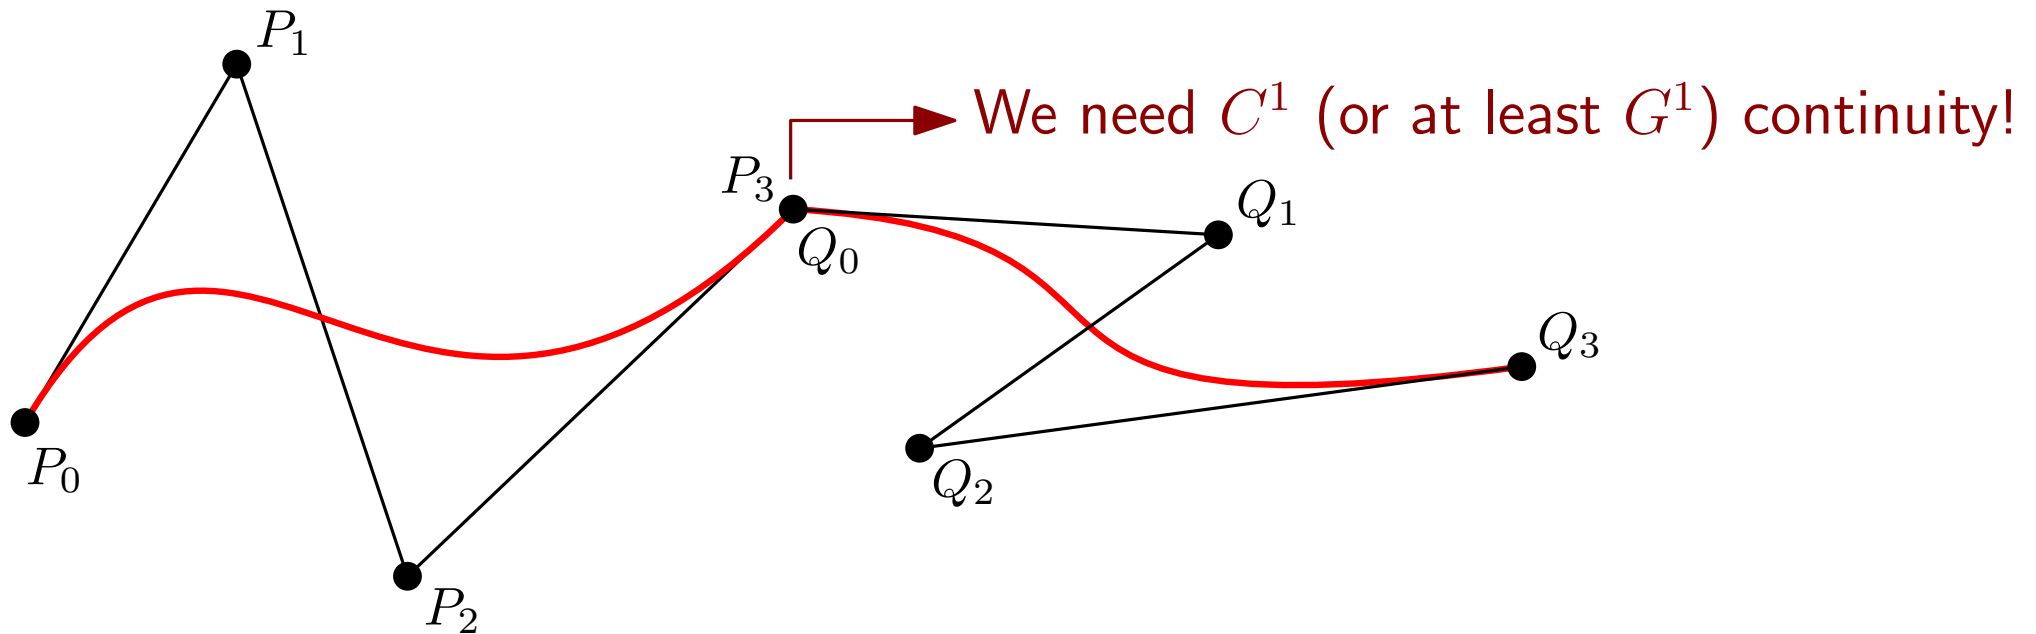 P₁
We need C¹ (or at least G¹) continuity!
P₃
Q₁
Q₀
Q₃
P₀
Q₂
P₂